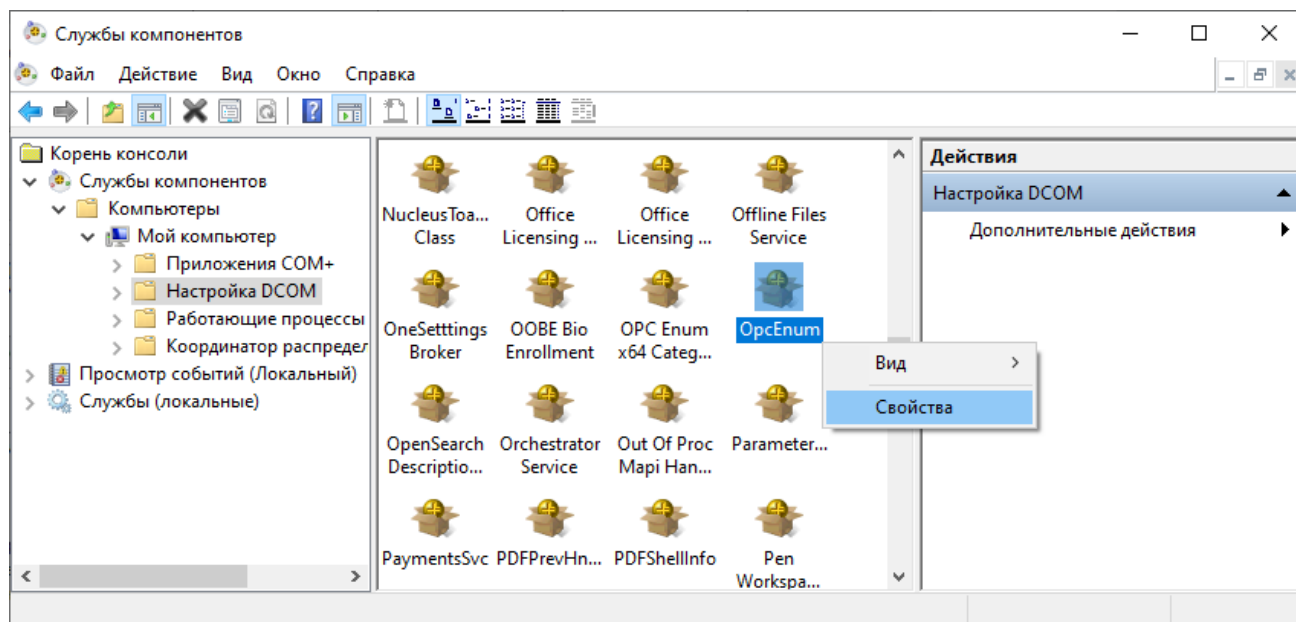 Службы компонентов
Файл Действие Вид Окно Справка
Корень консоли
Службы компонентов
Компьютеры
Мой компьютер
Приложения COM+
Настройка DCOM
Работающие процессы
Координатор распредел
Просмотр событий (Локальный)
Службы (локальные)
NucleusToa... Office Office Offline Files
Class Licensing ... Licensing ... Service
OneSetttings OOBE Bio OPC Enum OpcEnum
Broker Enrollment x64 Categ...
OpenSearch Orchestrator Out Of Proc Parameter...
Descriptio... Service Mapi Han...
PaymentsSvc PDFPrevHn... PDFShellInfo Pen
Workspa...
Вид
Свойства
Действия
Настройка DCOM
Дополнительные действия